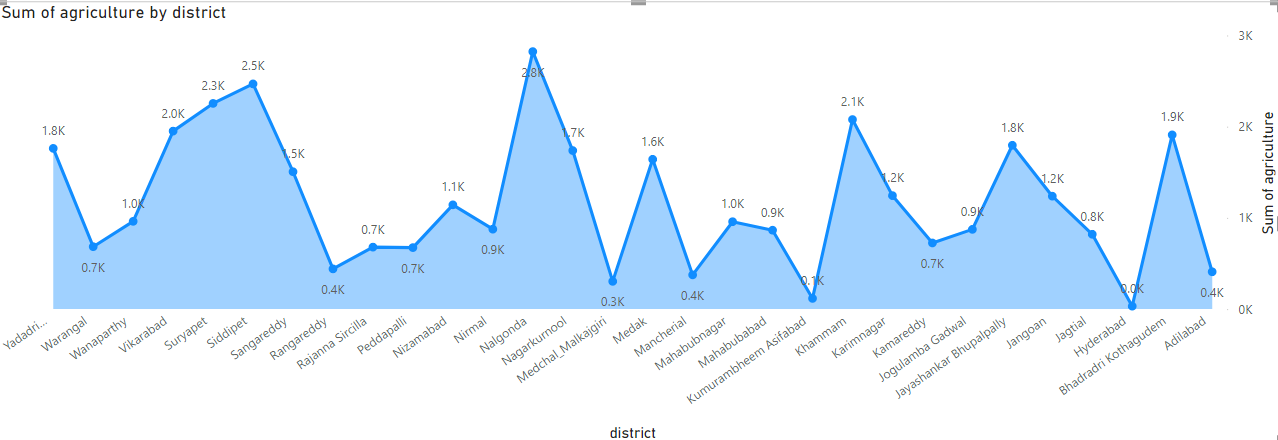 Sum of agriculture by district
3K
2K
1K
0K
Sum of agriculture
1.8K
0.7K
1.0K
2.0K
2.3K
2.5K
1.5K
0.4K
0.7K
0.7K
1.1K
0.9K
2.8K
1.7K
0.3K
1.6K
0.4K
1.0K
0.9K
0.1K
2.1K
1.2K
0.7K
0.9K
1.8K
1.2K
0.8K
0.0K
1.9K
0.4K
Yadadri...
Warangal
Wanaparthy
Vikarabad
Suryapet
Siddipet
Sangareddy
Rangareddy
Rajanna Sircilla
Peddapalli
Nizamabad
Nirmal
Nalgonda
Nagarkurnool
Medchal_Malkajgiri
Medak
Mancherial
Mahabubnagar
Mahabubabad
Kumurambheem Asifabad
Khammam
Karimnagar
Kamareddy
Jogulamba Gadwal
Jayashankar Bhupalpally
Jangoan
Jagtial
Hyderabad
Bhadradri Kothagudem
Adilabad
district